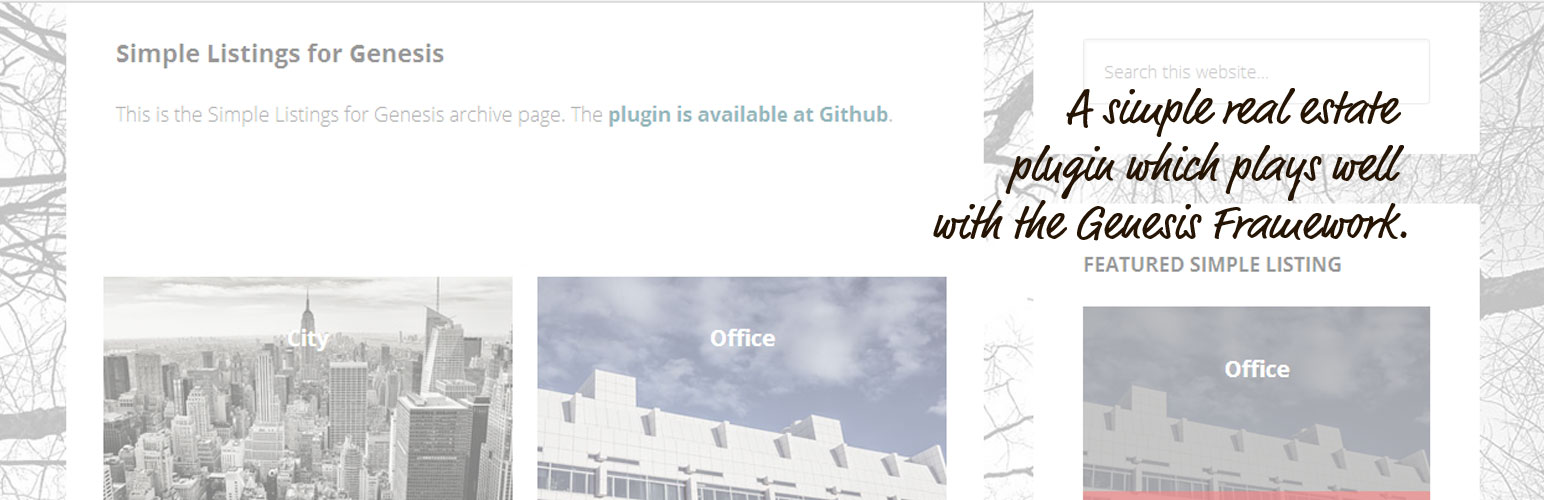 Simple Listings for Genesis
This is the Simple Listings for Genesis archive page. The plugin is available at Github.
Search this website...
A simple real estate
plugin which plays well
with the Genesis Framework.
FEATURED SIMPLE LISTING
City
Office
Office